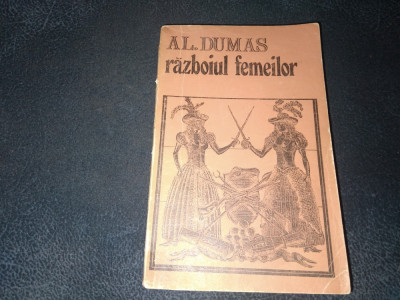 AL. DUMAS
războiul femeilor